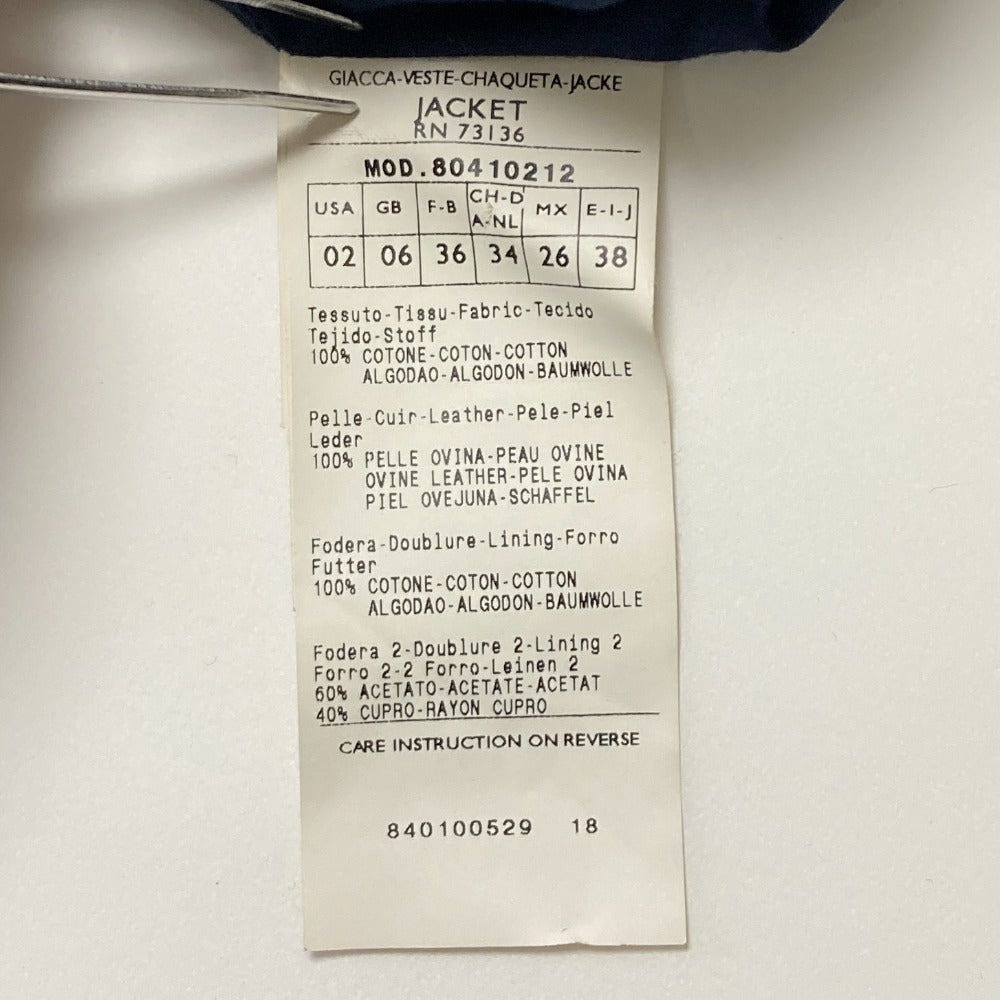 GIACCA-VESTE-CHAQUETA-JACKE
JACKET
RN 73136
MOD.80410212
USA GB F-B CH-D A-NL MX E-I-J
02 06 36 34 26 38
Tessuto-Tissu-Fabric-Tecido
Tejido-Stoff
100% COTONE-COTON-COTTON
ALGODAO-ALGODON-BAUMWOLLE
Pelle-Cuir-Leather-Pele-Piel
Leder
100% PELLE OVINA-PEAU OVINE
OVINE LEATHER-PELE OVINA
PIEL OVEJUNA-SCHAFFEL
Fodera-Doublure-Lining-Forro
Futter
100% COTONE-COTON-COTTON
ALGODAO-ALGODON-BAUMWOLLE
Fodera 2-Doublure 2-Lining 2
Forro 2-2 Forro-Leinen 2
60% ACETATO-ACETATE-ACETAT
40% CUPRO-RAYON CUPRO
CARE INSTRUCTION ON REVERSE
840100529 18